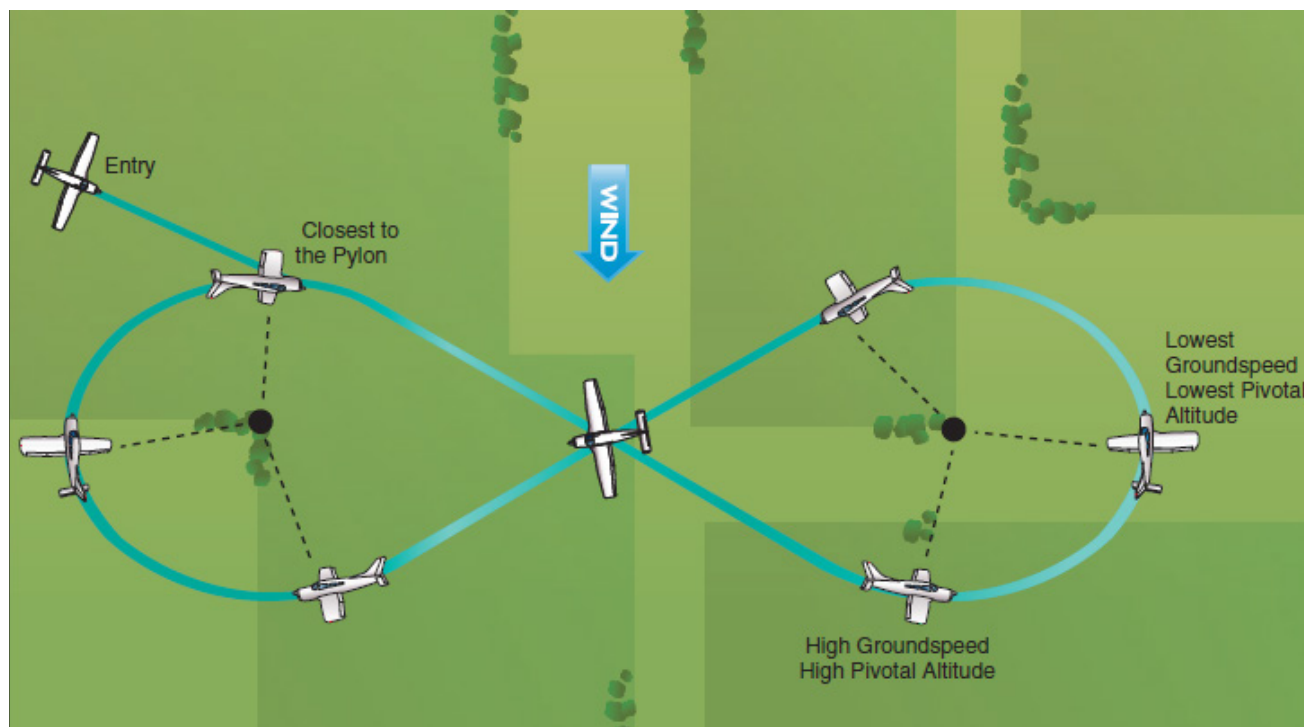 Entry
Closest to
the Pylon
WIND
Lowest
Groundspeed
Lowest Pivotal
Altitude
High Groundspeed
High Pivotal Altitude